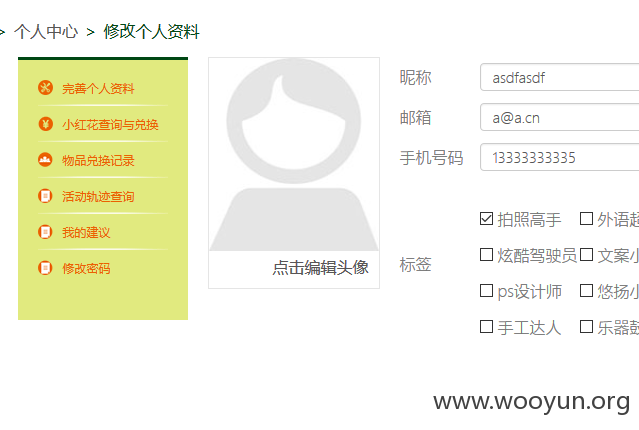 > 个人中心 > 修改个人资料
完善个人资料
小红花查询与兑换
物品兑换记录
活动轨迹查询
我的建议
修改密码
点击编辑头像
昵称 asdfasdf
邮箱 a@a.cn
手机号码 13333333335
标签
拍照高手 外语超
炫酷驾驶员 文案小
ps设计师 悠扬小
手工达人 乐器鼓
www.wooyun.org